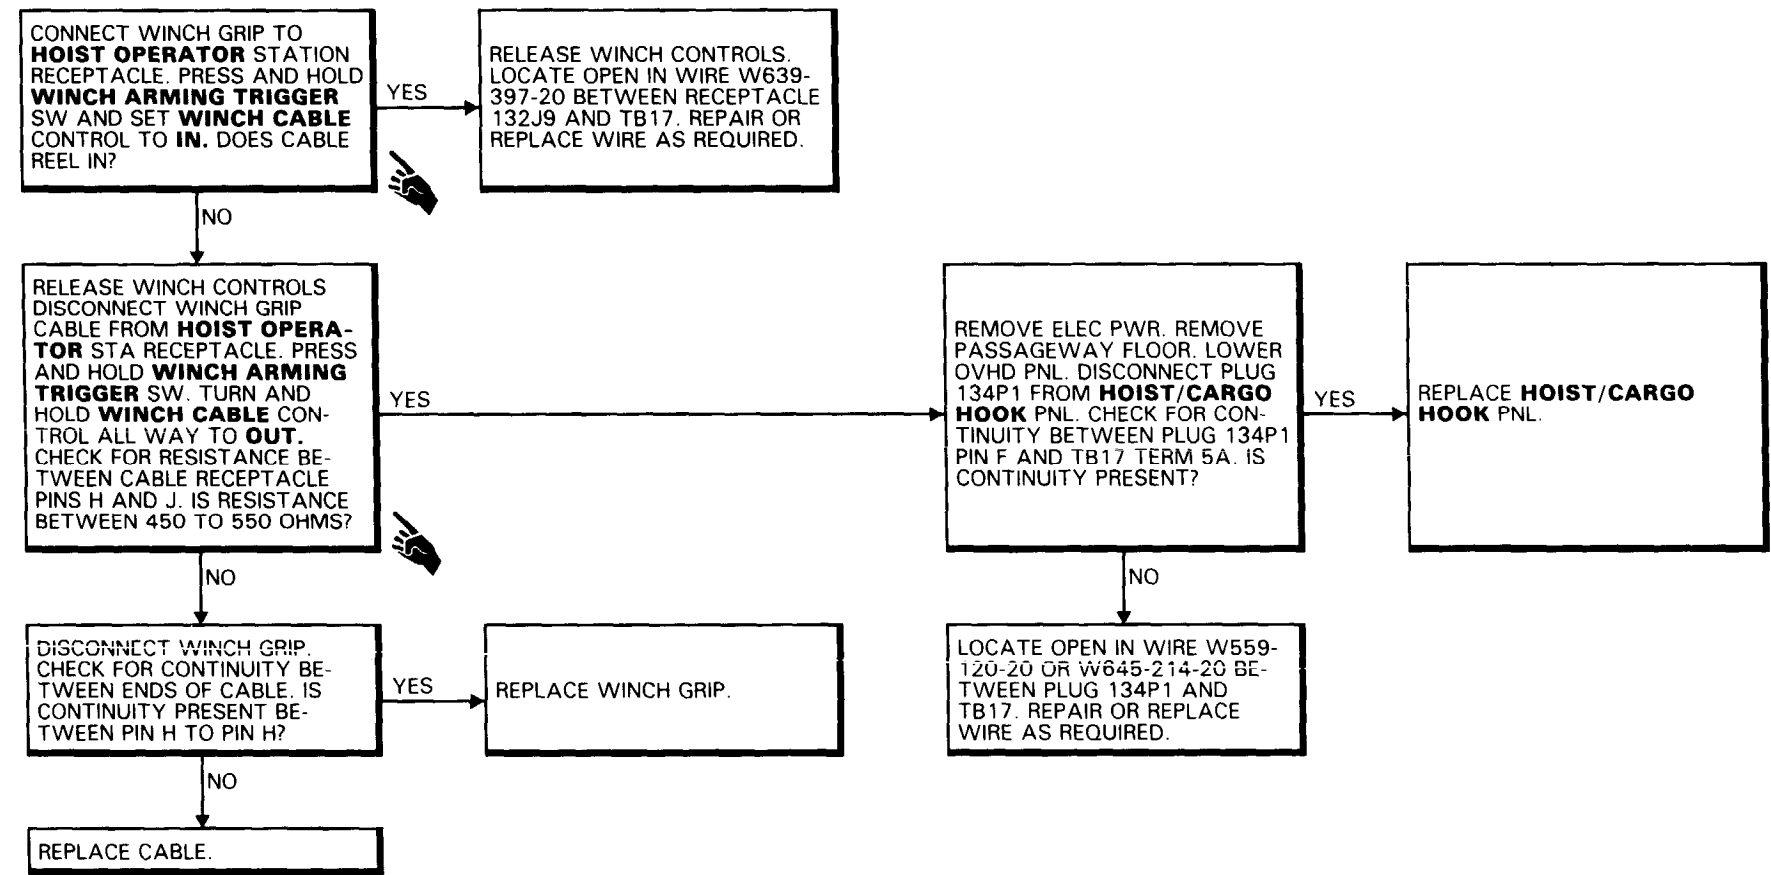 CONNECT WINCH GRIP TO
HOIST OPERATOR STATION
RECEPTACLE. PRESS AND HOLD
WINCH ARMING TRIGGER
SW AND SET WINCH CABLE
CONTROL TO IN. DOES CABLE
REEL IN?
YES
RELEASE WINCH CONTROLS.
LOCATE OPEN IN WIRE W639-
397-20 BETWEEN RECEPTACLE
132J9 AND TB17. REPAIR OR
REPLACE WIRE AS REQUIRED.
NO
RELEASE WINCH CONTROLS
DISCONNECT WINCH GRIP
CABLE FROM HOIST OPERA-
TOR STA RECEPTACLE. PRESS
AND HOLD WINCH ARMING
TRIGGER SW. TURN AND
HOLD WINCH CABLE CON-
TROL ALL WAY TO OUT.
CHECK FOR RESISTANCE BE-
TWEEN CABLE RECEPTACLE
PINS H AND J. IS RESISTANCE
BETWEEN 450 TO 550 OHMS?
YES
REMOVE ELEC PWR. REMOVE
PASSAGEWAY FLOOR. LOWER
OVHD PNL. DISCONNECT PLUG
134P1 FROM HOIST/CARGO
HOOK PNL. CHECK FOR CON-
TINUITY BETWEEN PLUG 134P1
PIN F AND TB17 TERM 5A. IS
CONTINUITY PRESENT?
YES
REPLACE HOIST/CARGO
HOOK PNL.
NO
DISCONNECT WINCH GRIP.
CHECK FOR CONTINUITY BE-
TWEEN ENDS OF CABLE. IS
CONTINUITY PRESENT BE-
TWEEN PIN H TO PIN H?
YES
REPLACE WINCH GRIP.
NO
LOCATE OPEN IN WIRE W559-
120-20 OR W645-214-20 BE-
TWEEN PLUG 134P1 AND
TB17. REPAIR OR REPLACE
WIRE AS REQUIRED.
NO
REPLACE CABLE.